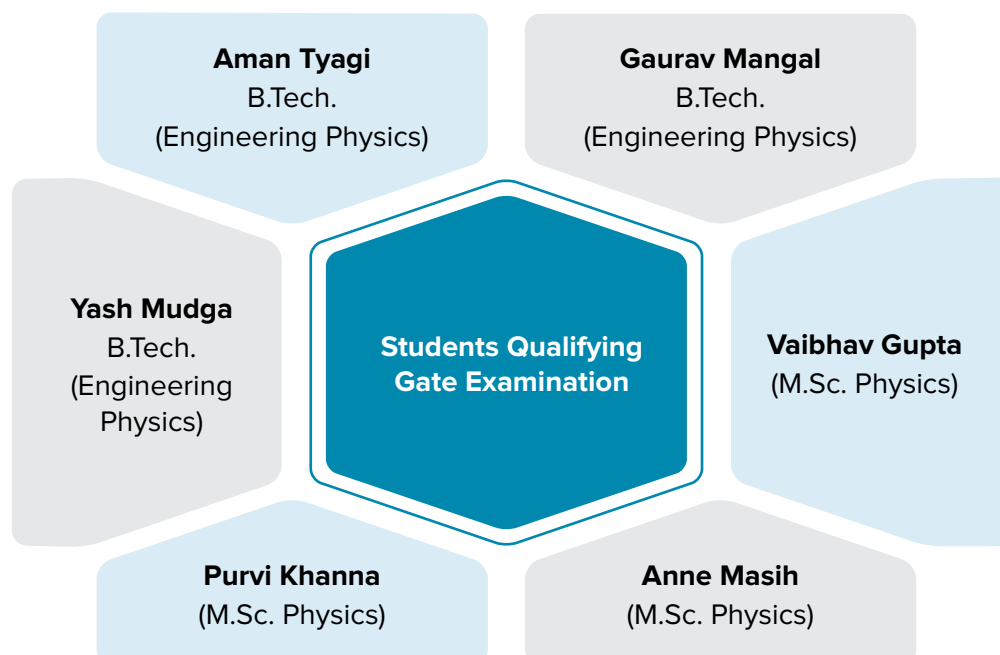 Aman Tyagi
B.Tech.
(Engineering Physics)
Gaurav Mangal
B.Tech.
(Engineering Physics)
Yash Mudga
B.Tech.
(Engineering
Physics)
Students Qualifying
Gate Examination
Vaibhav Gupta
(M.Sc. Physics)
Purvi Khanna
(M.Sc. Physics)
Anne Masih
(M.Sc. Physics)